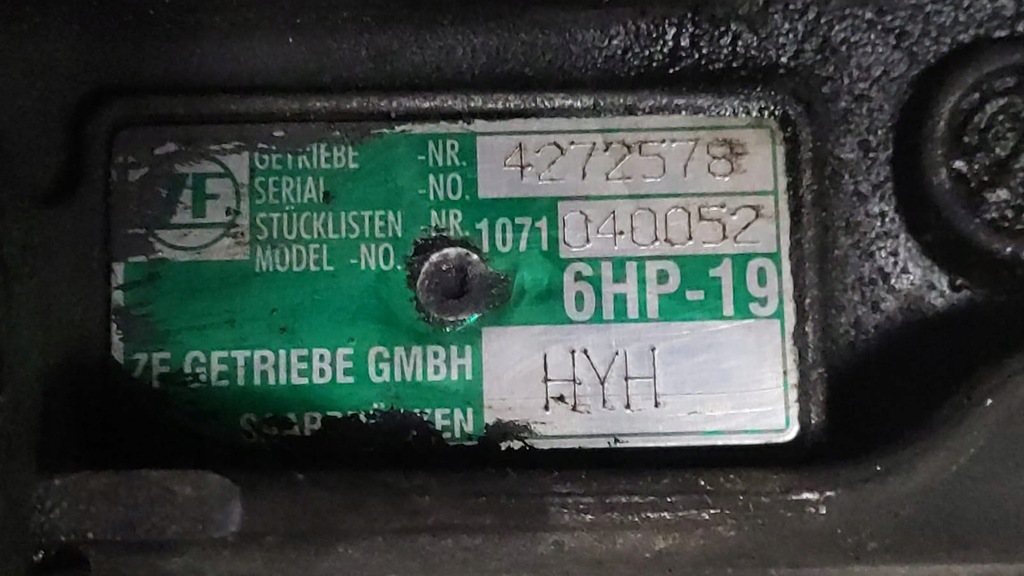 ZF
GETRIEBE -NR. 4272578
SERIAL -NO.
STÜCKLISTEN -NR. 1071 040052
MODEL -NO.
6HP-19
ZF GETRIEBE GMBH
HYH